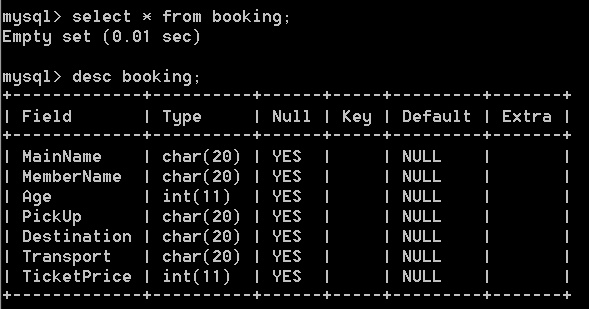 mysql> select * from booking;
Empty set (0.01 sec)
mysql> desc booking;
+-------------+----------+------+-----+---------+-------+
| Field       | Type     | Null | Key | Default | Extra |
+-------------+----------+------+-----+---------+-------+
| MainName    | char(20) | YES  |     | NULL    |       |
| MemberName  | char(20) | YES  |     | NULL    |       |
| Age         | int(11)  | YES  |     | NULL    |       |
| PickUp      | char(20) | YES  |     | NULL    |       |
| Destination | char(20) | YES  |     | NULL    |       |
| Transport   | char(20) | YES  |     | NULL    |       |
| TicketPrice | int(11)  | YES  |     | NULL    |       |
+-------------+----------+------+-----+---------+-------+